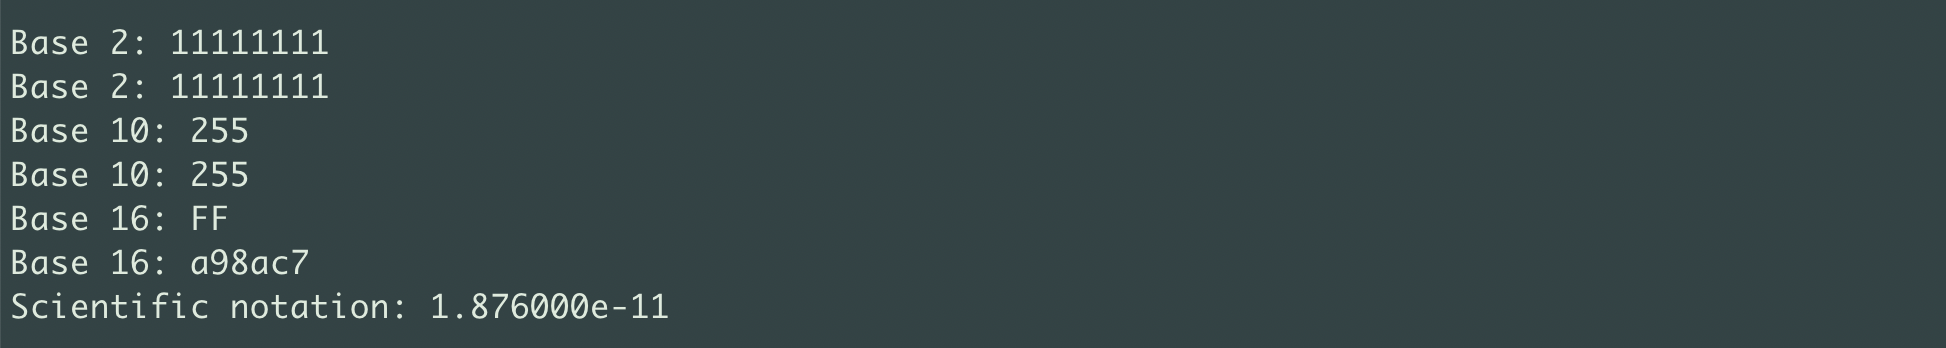 Base 2: 11111111
Base 2: 11111111
Base 10: 255
Base 10: 255
Base 16: FF
Base 16: a98ac7
Scientific notation: 1.876000e-11